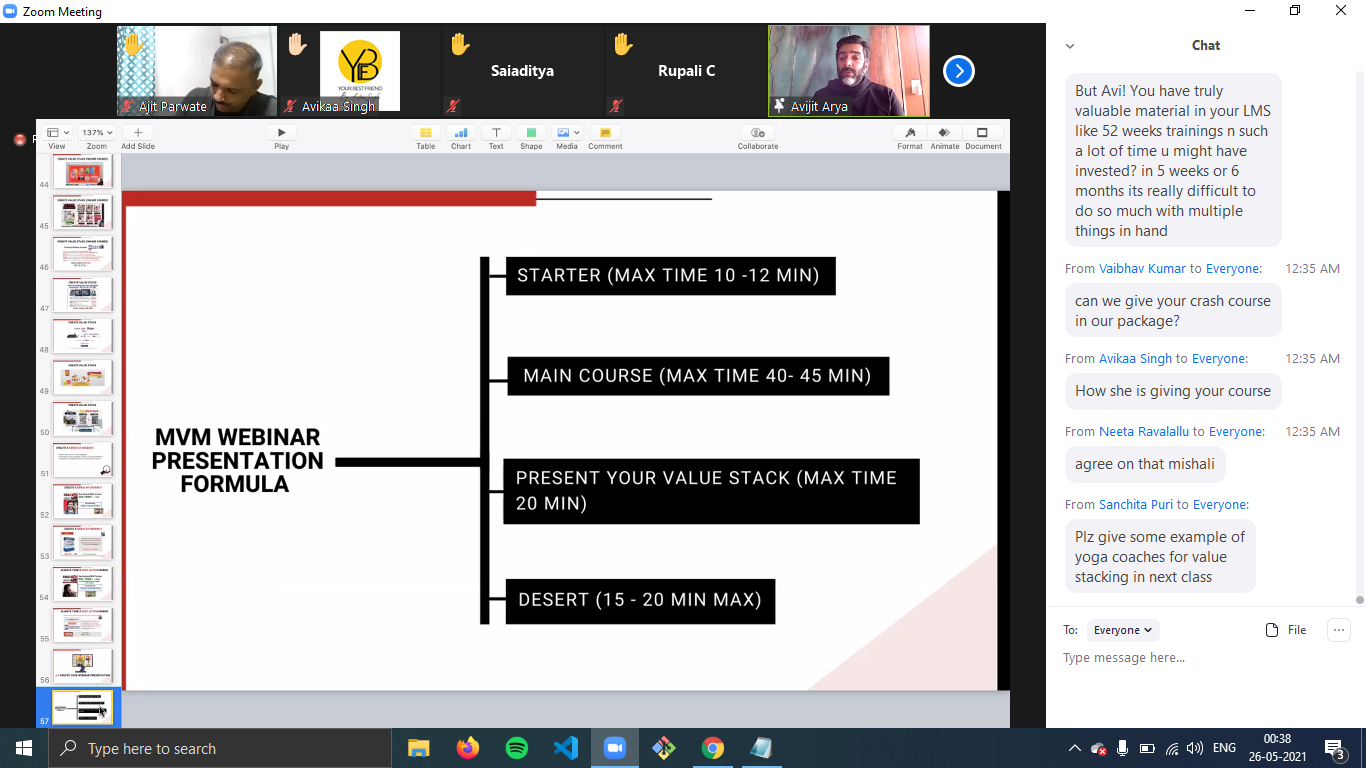 Zoom Meeting
Ajit Parwate
YBF
YOUR BEST FRIEND
Avikaa Singh
Saiaditya
Rupali C
Avijit Arya
137%
View
Zoom
Add Slide
Play
Table
Chart
Text
Shape
Media
Comment
Collaborate
Format
Animate
Document
44
45
46
47
48
49
50
51
52
53
54
55
56
57
MVM WEBINAR
PRESENTATION
FORMULA
STARTER (MAX TIME 10 -12 MIN)
MAIN COURSE (MAX TIME 40- 45 MIN)
PRESENT YOUR VALUE STACK (MAX TIME
20 MIN)
DESERT (15 - 20 MIN MAX)
Chat
But Avi! You have truly
valuable material in your LMS
like 52 weeks trainings n such
a lot of time u might have
invested? in 5 weeks or 6
months its really difficult to
do so much with multiple
things in hand
From Vaibhav Kumar to Everyone: 12:35 AM
can we give your crash course
in our package?
From Avikaa Singh to Everyone: 12:35 AM
How she is giving your course
From Neeta Ravalallu to Everyone: 12:35 AM
agree on that mishali
From Sanchita Puri to Everyone:
Plz give some example of
yoga coaches for value
stacking in next class
To: Everyone
File
Type message here...
Type here to search
ENG
00:38
26-05-2021
3